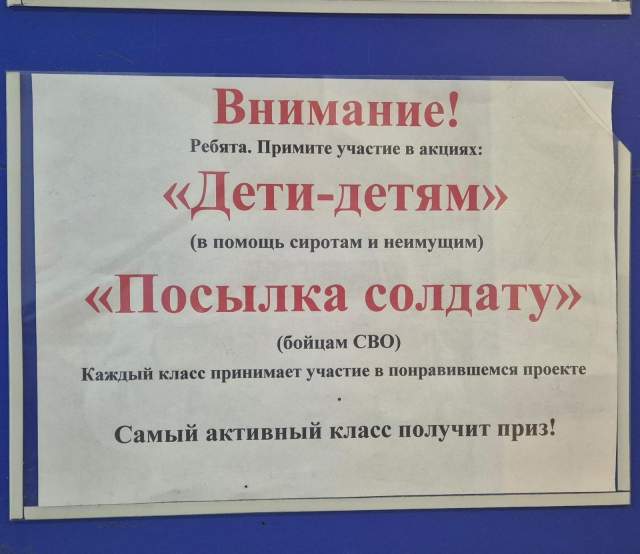 Внимание!
Ребята. Примите участие в акциях:
«Дети-детям»
(в помощь сиротам и неимущим)
«Посылка солдату»
(бойцам СВО)
Каждый класс принимает участие в понравившемся проекте
.
Самый активный класс получит приз!